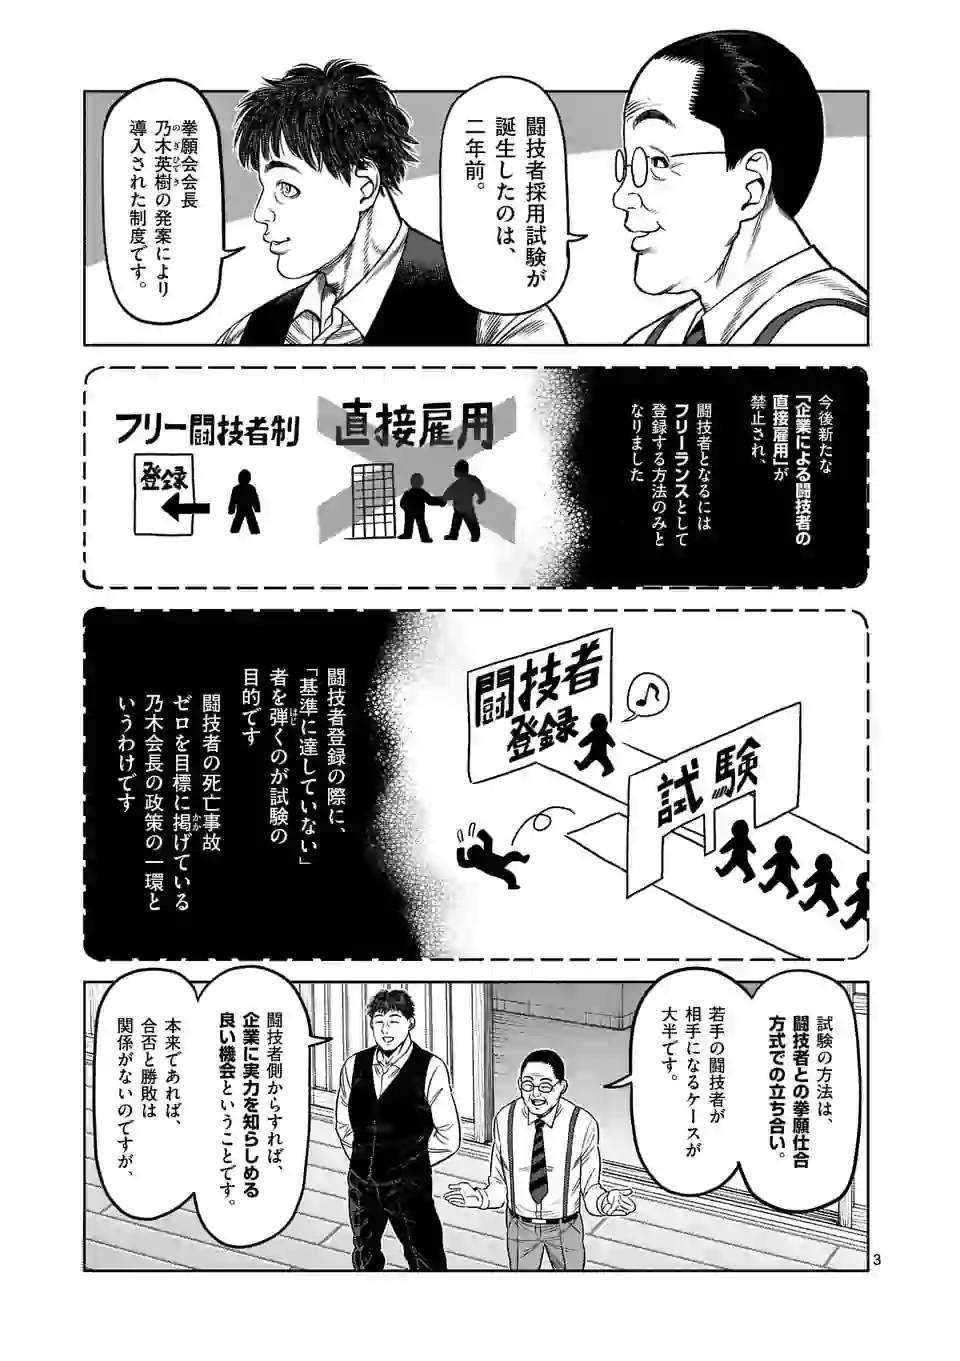 闘技者採用試験が
誕生したのは、
二年前。
拳願会会長
乃木英樹の発案により
のぎひでき
導入された制度です。
今後新たな
「企業による闘技者の
直接雇用」が
禁止され、
闘技者となるには
フリーランスとして
登録する方法のみと
なりました
直接雇用
フリー闘技者制
登録
闘技者
登録
試験
闘技者登録の際に、
「基準に達していない」
者を弾くのが試験の
はじ
目的です
闘技者の死亡事故
ゼロを目標に掲げている
かか
乃木会長の政策の一環と
いうわけです
試験の方法は、
闘技者との拳願仕合
方式での立ち合い。
若手の闘技者が
相手になるケースが
大半です。
闘技者側からすれば、
企業に実力を知らしめる
良い機会ということです。
本来であれば、
合否と勝敗は
関係がないのですが、
3